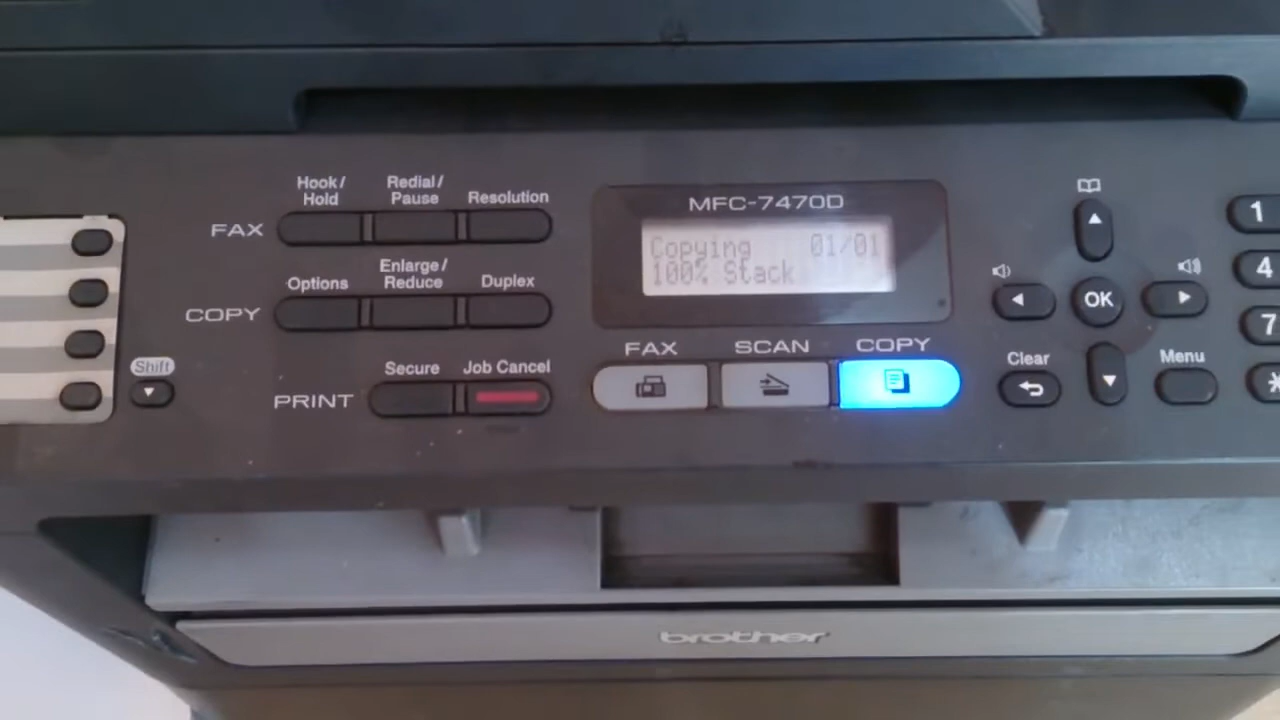 Hook/
Hold
Redial/
Pause
Resolution
FAX
Options
Enlarge/
Reduce
Duplex
COPY
Shift
Secure
Job Cancel
PRINT
MFC-7470D
Copying 01/01
100% Stack
FAX SCAN COPY
OK
Clear
Menu
1
4
7
*
brother